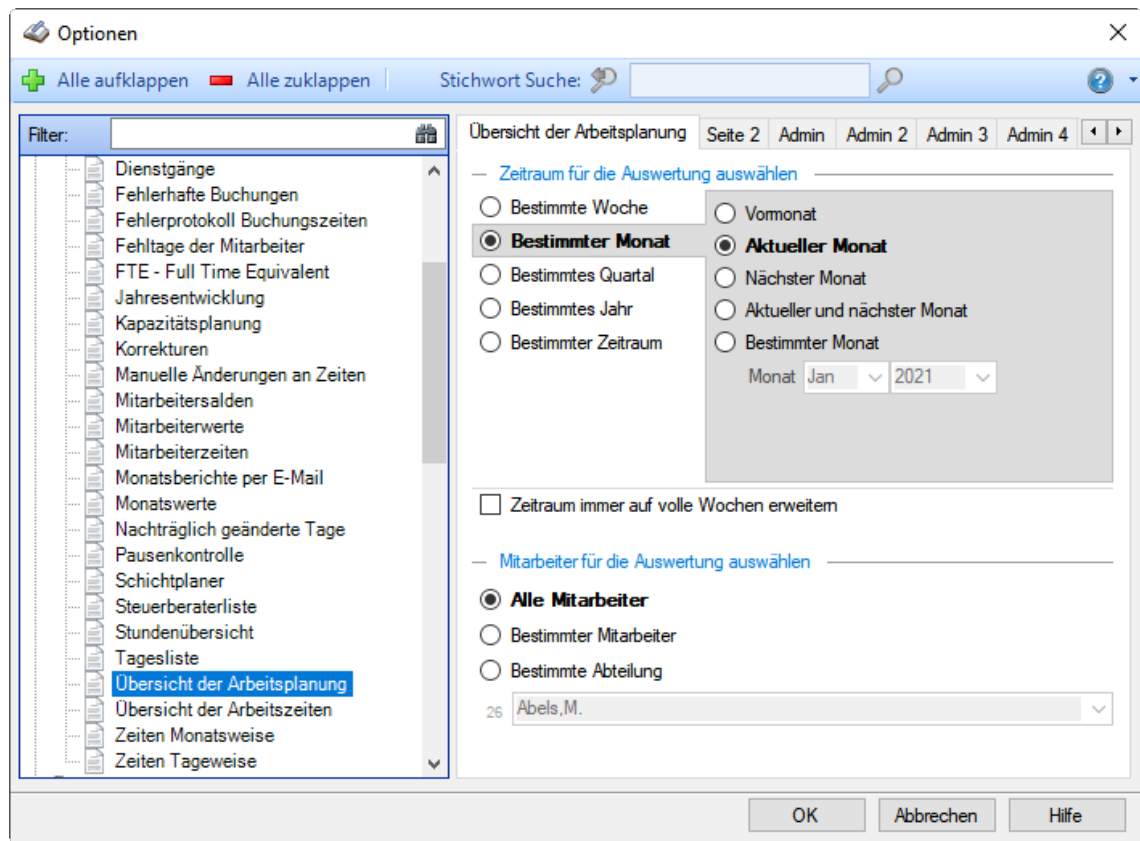 Optionen
Alle aufklappen Alle zuklappen Stichwort Suche:
Filter:
Dienstgänge
Fehlerhafte Buchungen
Fehlerprotokoll Buchungszeiten
Fehltage der Mitarbeiter
FTE - Full Time Equivalent
Jahresentwicklung
Kapazitätsplanung
Korrekturen
Manuelle Änderungen an Zeiten
Mitarbeitersalden
Mitarbeiterwerte
Mitarbeiterzeiten
Monatsberichte per E-Mail
Monatswerte
Nachträglich geänderte Tage
Pausenkontrolle
Schichtplaner
Steuerberaterliste
Stundenübersicht
Tagesliste
Übersicht der Arbeitsplanung
Übersicht der Arbeitszeiten
Zeiten Monatsweise
Zeiten Tageweise
Übersicht der Arbeitsplanung Seite 2 Admin Admin 2 Admin 3 Admin 4
Zeitraum für die Auswertung auswählen
Bestimmte Woche
Bestimmter Monat
Bestimmtes Quartal
Bestimmtes Jahr
Bestimmter Zeitraum
Vormonat
Aktueller Monat
Nächster Monat
Aktueller und nächster Monat
Bestimmter Monat
Monat Jan 2021
Zeitraum immer auf volle Wochen erweitern
Mitarbeiter für die Auswertung auswählen
Alle Mitarbeiter
Bestimmter Mitarbeiter
Bestimmte Abteilung
26 Abels,M.
OK Abbrechen Hilfe